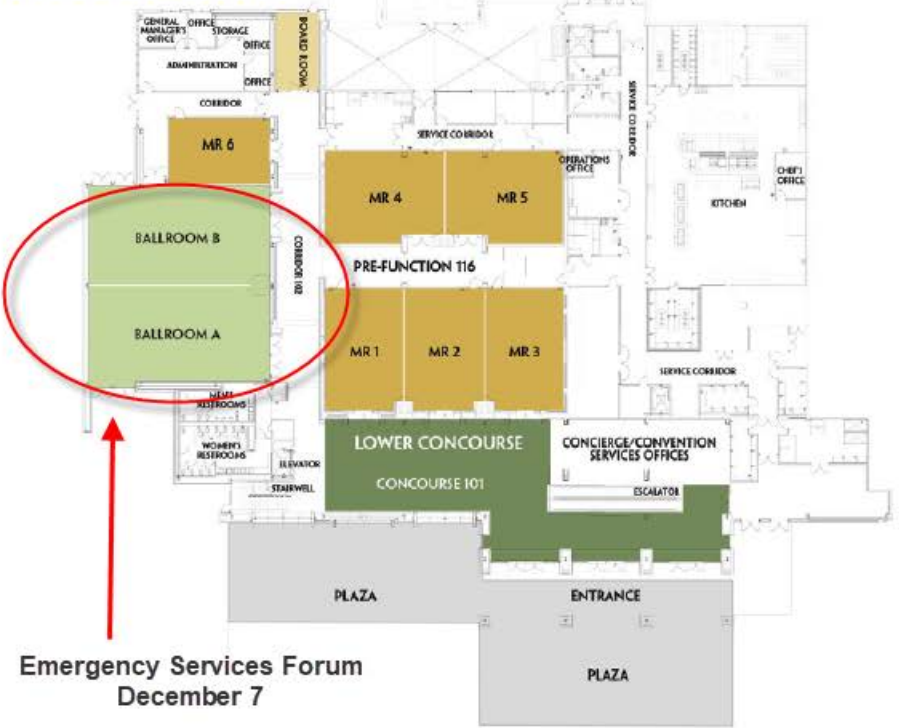 GENERAL
MANAGER'S
OFFICE
OFFICE
STORAGE
OFFICE
ADMINISTRATION
OFFICE
BOARD ROOM
CORRIDOR
SERVICE CORRIDOR
SERVICE CORRIDOR
MR 6
MR 4
MR 5
OPERATIONS
OFFICE
CHEF'S
OFFICE
KITCHEN
BALLROOM B
CORRIDOR 102
PRE-FUNCTION 116
BALLROOM A
MR 1
MR 2
MR 3
SERVICE CORRIDOR
MEN'S
RESTROOMS
WOMEN'S
RESTROOMS
ELEVATOR
STAIRWELL
LOWER CONCOURSE
CONCOURSE 101
CONCIERGE/CONVENTION
SERVICES OFFICES
ESCALATOR
PLAZA
ENTRANCE
PLAZA
Emergency Services Forum
December 7